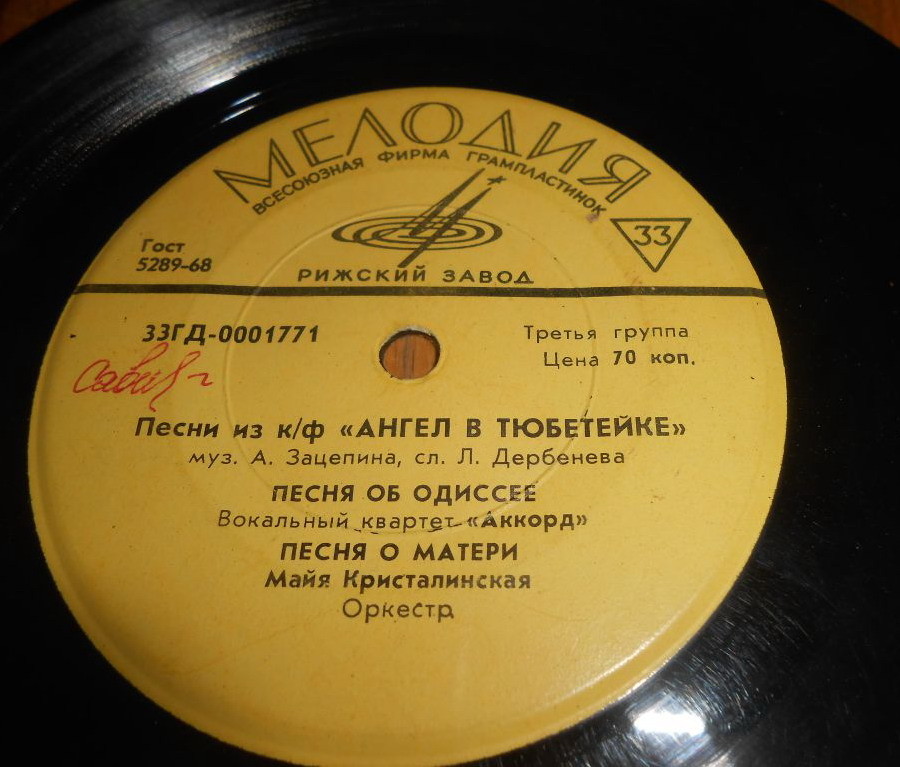 МЕЛОДИЯ
ВСЕСОЮЗНАЯ ФИРМА ГРАМПЛАСТИНОК
33
Гост
5289-68
РИЖСКИЙ ЗАВОД
33ГД-0001771
Третья группа
Цена 70 коп.
Песни из к/ф «АНГЕЛ В ТЮБЕТЕЙКЕ»
муз. А. Зацепина, сл. Л. Дербенева
ПЕСНЯ ОБ ОДИССЕЕ
Вокальный квартет «Аккорд»
ПЕСНЯ О МАТЕРИ
Майя Кристалинская
Оркестр